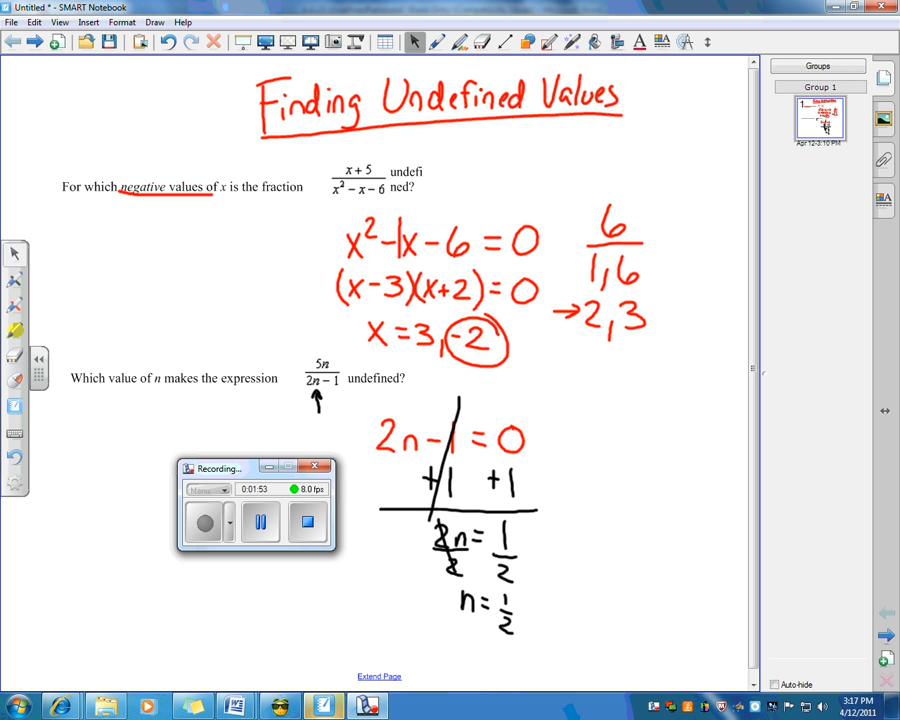 Untitled * - SMART Notebook
File Edit View Insert Format Draw Help
Groups
Group 1
Apr 12-3:10 PM
Finding Undefined Values
For which negative values of x is the fraction (x + 5)/(x² − x − 6) undefi
ned?
x² − 1x − 6 = 0
(x − 3)(x + 2) = 0
x = 3, −2
6
1, 6
→ 2, 3
Which value of n makes the expression 5n/(2n − 1) undefined?
2n − 1 = 0
+1 +1
2n/2 = 1/2
n = 1/2
Recording...
Menu
0:01:53 8.0 fps
Extend Page
Auto-hide
3:17 PM
4/12/2011